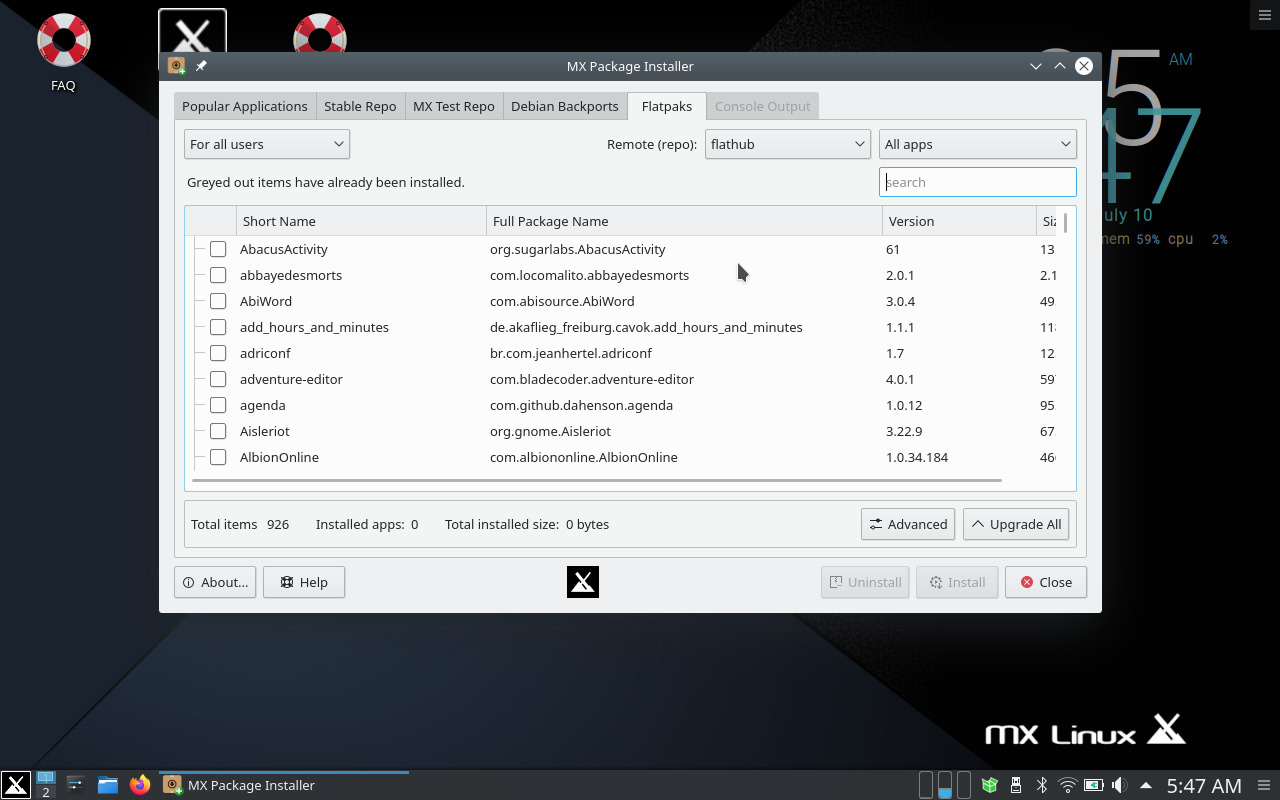 FAQ
MX Package Installer
AM
Popular Applications Stable Repo MX Test Repo Debian Backports Flatpaks Console Output
For all users Remote (repo): flathub All apps
Greyed out items have already been installed. search
Short Name Full Package Name Version
AbacusActivity org.sugarlabs.AbacusActivity 61 13
abbayedesmorts com.locomalito.abbayedesmorts 2.0.1 2.1
AbiWord com.abisource.AbiWord 3.0.4 49
add_hours_and_minutes de.akaflieg_freiburg.cavok.add_hours_and_minutes 1.1.1
adriconf br.com.jeanhertel.adriconf 1.7 12
adventure-editor com.bladecoder.adventure-editor 4.0.1
agenda com.github.dahenson.agenda 1.0.12 95
Aisleriot org.gnome.Aisleriot 3.22.9 67
AlbionOnline com.albiononline.AlbionOnline 1.0.34.184
uly 10
mem 59% cpu 2%
Total items 926 Installed apps: 0 Total installed size: 0 bytes Advanced Upgrade All
About... Help Uninstall Install Close
MX Linux
2 MX Package Installer 5:47 AM